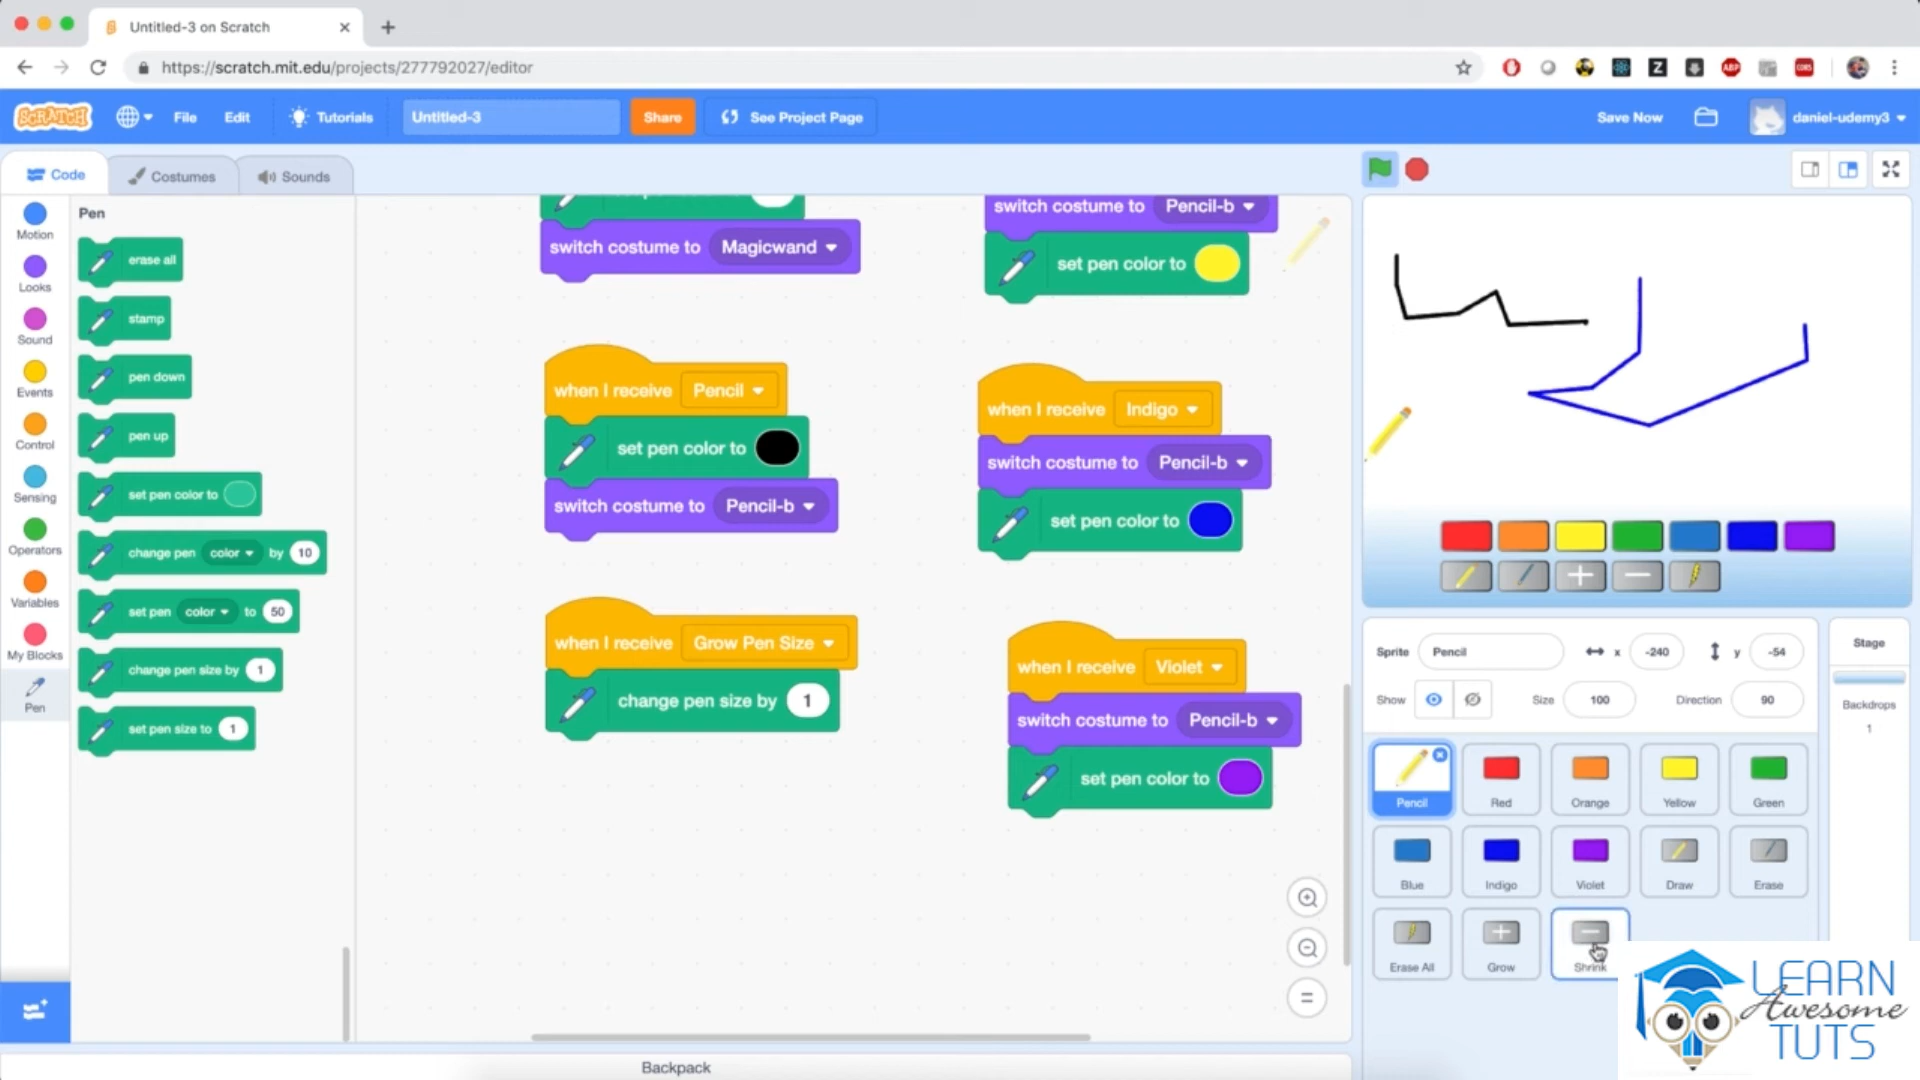 Untitled-3 on Scratch
https://scratch.mit.edu/projects/277792027/editor
Z
ABP
CORS
SCRATCH
File
Edit
Tutorials
Untitled-3
Share
See Project Page
Save Now
daniel-udemy3
Code
Costumes
Sounds
Motion
Looks
Sound
Events
Control
Sensing
Operators
Variables
My Blocks
Pen
Pen
erase all
stamp
pen down
pen up
set pen color to
change pen color by 10
set pen color to 50
change pen size by 1
set pen size to 1
switch costume to Magicwand
when I receive Pencil
set pen color to
switch costume to Pencil-b
when I receive Grow Pen Size
change pen size by 1
switch costume to Pencil-b
set pen color to
when I receive Indigo
switch costume to Pencil-b
set pen color to
when I receive Violet
switch costume to Pencil-b
set pen color to
Backpack
Sprite Pencil x -240 y -54
Show Size 100 Direction 90
Pencil
Red
Orange
Yellow
Green
Blue
Indigo
Violet
Draw
Erase
Erase All
Grow
Shrink
Stage
Backdrops
1
LEARN
Awesome
TUTS